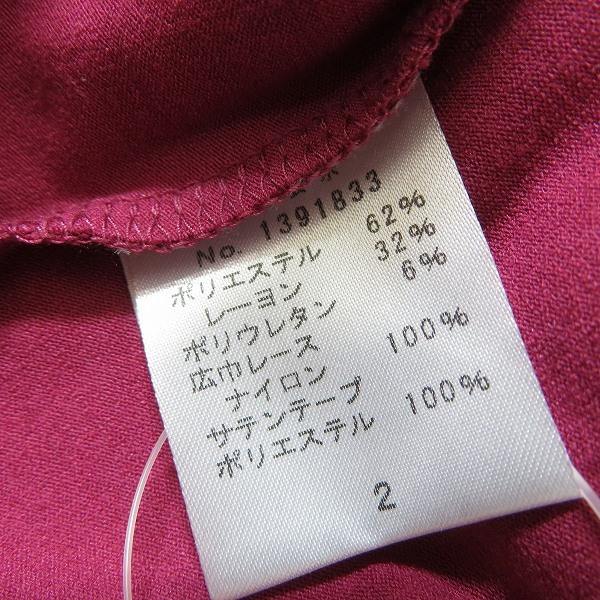 No. 1391833
ポリエステル 62%
レーヨン 32%
ポリウレタン 6%
広巾レース
ナイロン 100%
サテンテープ
ポリエステル 100%
2